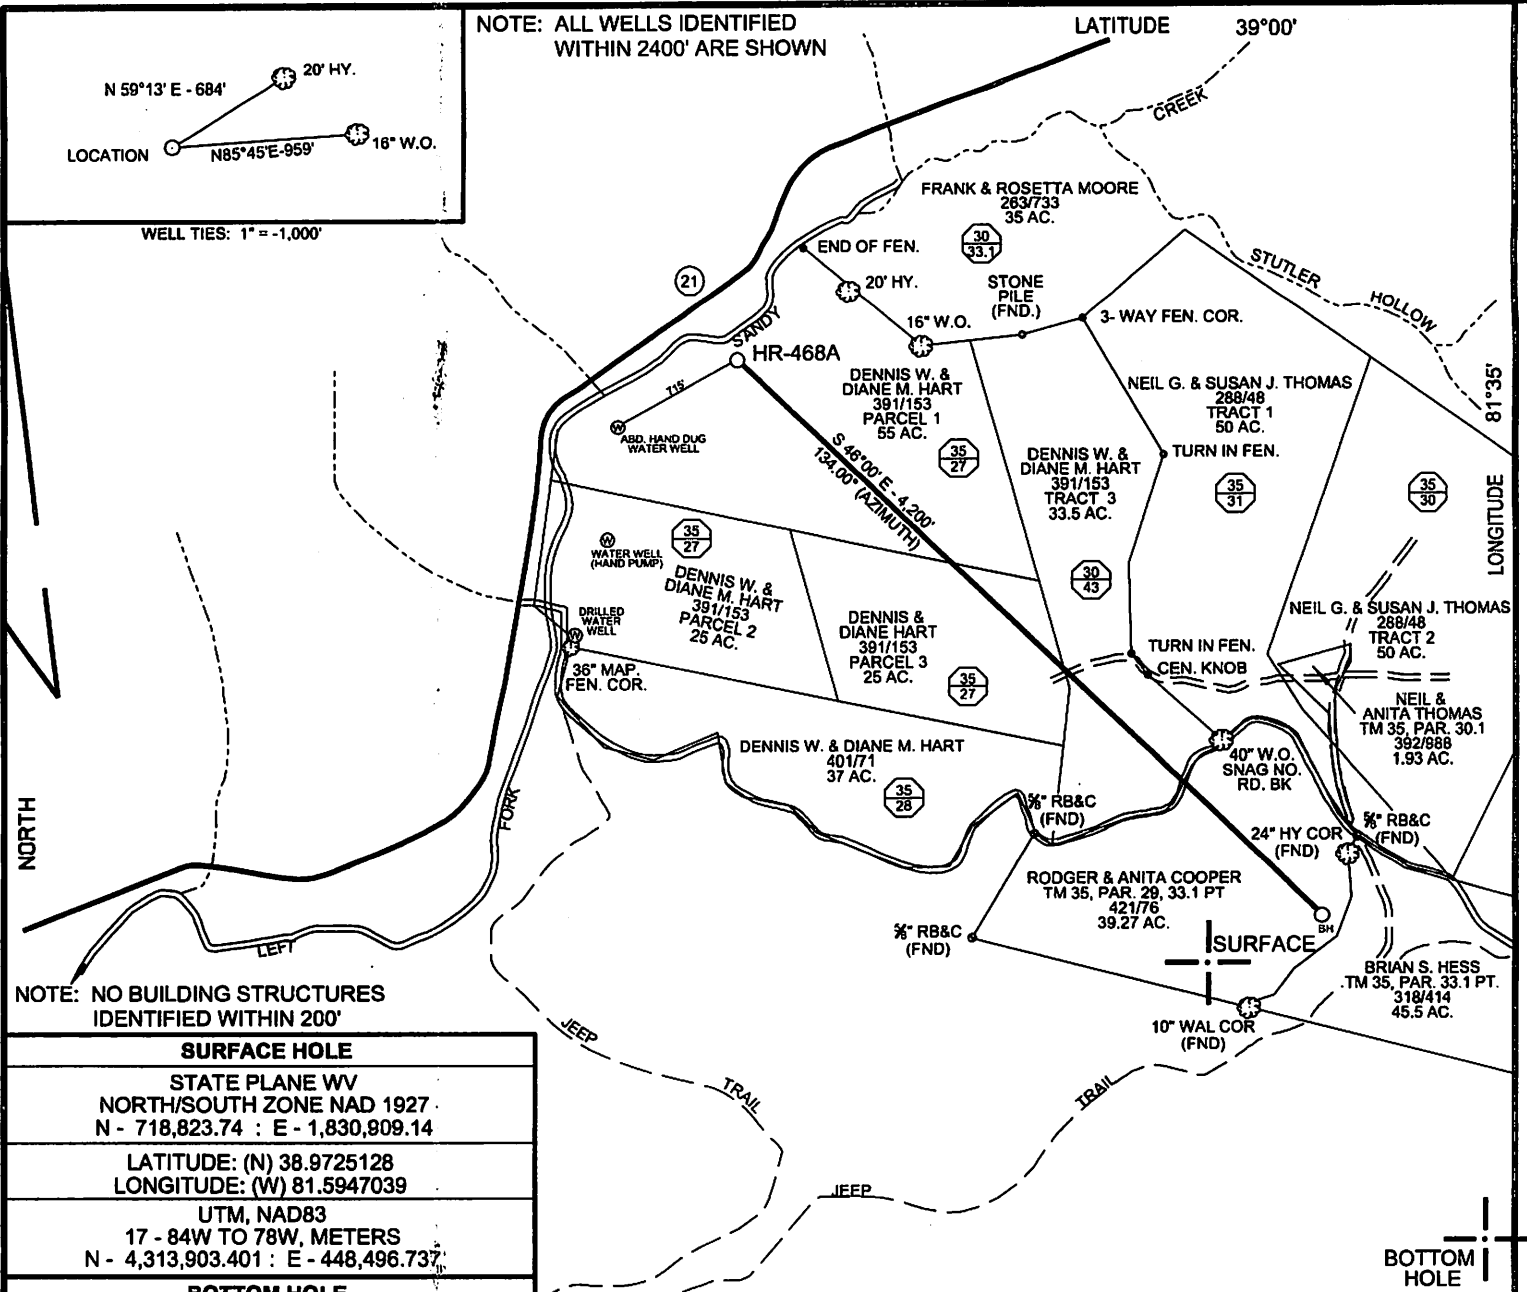 NOTE: ALL WELLS IDENTIFIED
WITHIN 2400' ARE SHOWN
LATITUDE 39°00'
N 59°13' E - 684'
20' HY.
LOCATION
N85°45'E-959'
16" W.O.
WELL TIES: 1" = -1,000'
CREEK
FRANK & ROSETTA MOORE
263/733
35 AC.
30
33.1
END OF FEN.
20' HY.
STONE
PILE
(FND.)
STUTLER
HOLLOW
21
SANDY
16" W.O.
3- WAY FEN. COR.
HR-468A
715'
ABD. HAND DUG
WATER WELL
DENNIS W. &
DIANE M. HART
391/153
PARCEL 1
55 AC.
35
27
NEIL G. & SUSAN J. THOMAS
288/48
TRACT 1
50 AC.
81°35'
LONGITUDE
S 46°00' E - 4,200'
134.00° (AZIMUTH)
DENNIS W. &
DIANE M. HART
391/153
TRACT 3
33.5 AC.
TURN IN FEN.
35
31
35
30
30
43
W
WATER WELL
(HAND PUMP)
35
27
DENNIS W. &
DIANE M. HART
391/153
PARCEL 2
25 AC.
DRILLED
WATER
WELL
W
36" MAP.
FEN. COR.
DENNIS &
DIANE HART
391/153
PARCEL 3
25 AC.
35
27
NEIL G. & SUSAN J. THOMAS
288/48
TRACT 2
50 AC.
TURN IN FEN.
CEN. KNOB
NEIL &
ANITA THOMAS
TM 35, PAR. 30.1
392/988
1.93 AC.
DENNIS W. & DIANE M. HART
401/71
37 AC.
35
28
40" W.O.
SNAG NO.
RD. BK
⅝" RB&C
(FND)
24" HY COR
(FND)
⅝" RB&C
(FND)
NORTH
FORK
LEFT
RODGER & ANITA COOPER
TM 35, PAR. 29, 33.1 PT
421/76
39.27 AC.
⅝" RB&C
(FND)
BH
SURFACE
BRIAN S. HESS
TM 35, PAR. 33.1 PT.
318/414
45.5 AC.
10" WAL COR
(FND)
NOTE: NO BUILDING STRUCTURES
IDENTIFIED WITHIN 200'
JEEP
TRAIL
TRAIL
JEEP
SURFACE HOLE
STATE PLANE WV
NORTH/SOUTH ZONE NAD 1927
N - 718,823.74 : E - 1,830,909.14
LATITUDE: (N) 38.9725128
LONGITUDE: (W) 81.5947039
UTM, NAD83
17 - 84W TO 78W, METERS
N - 4,313,903.401 : E - 448,496.737
BOTTOM HOLE
BOTTOM
HOLE